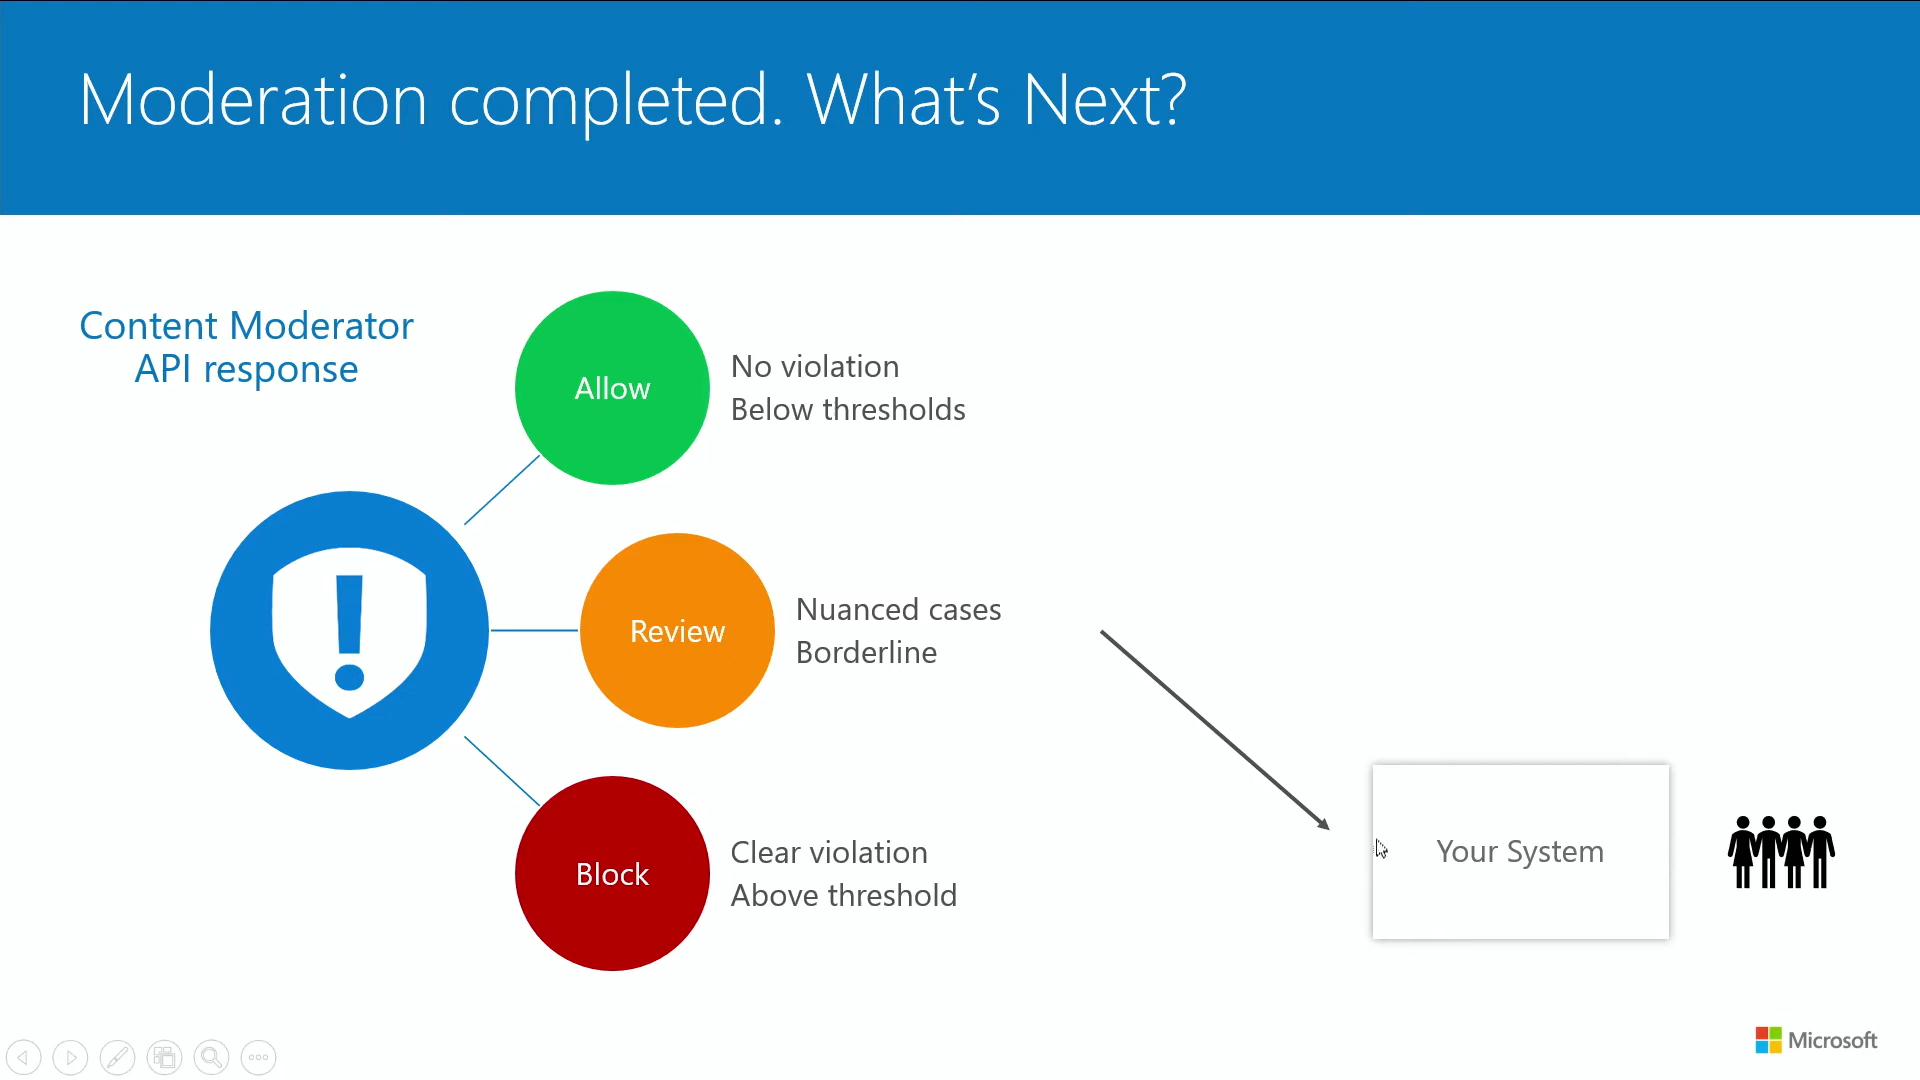 Moderation completed. What's Next?
Content Moderator
API response
Allow
No violation
Below thresholds
Review
Nuanced cases
Borderline
Block
Clear violation
Above threshold
Your System
Microsoft